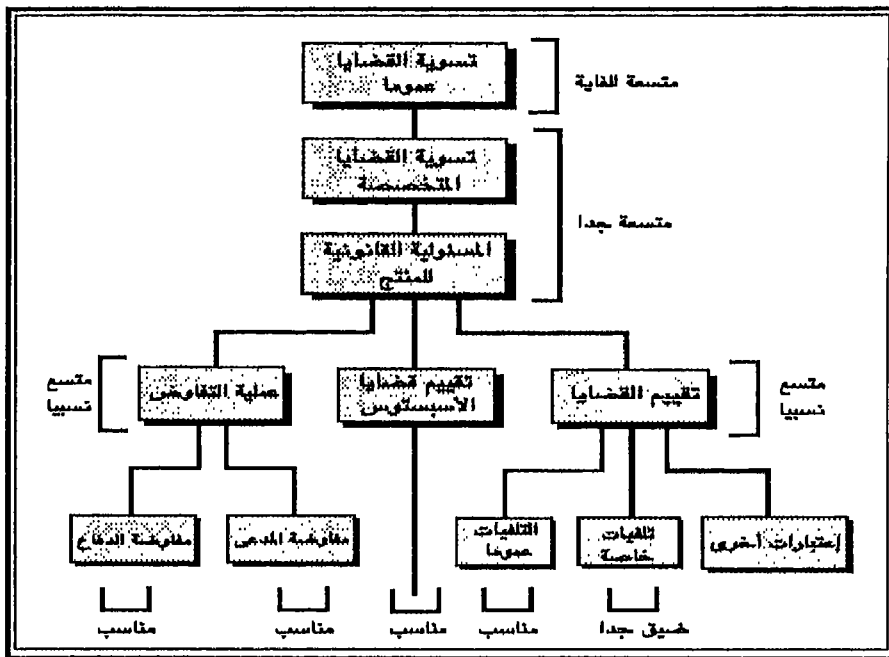 تسوية القضايا
عموما
متسعة للغاية
تسوية القضايا
المتخصصة
متسعة جدا
المسئولية القانونية
للمنتج
متسع
نسبيا
تقييم القضايا
تقييم قضايا
الأسبستوس
عملية التفاوض
متسع
نسبيا
إعتبارات أخرى
تلفيات
خاصة
التلفيات
عموما
مفاوضة المدعى
مفاوضة الدفاع
ضيق جدا
مناسب
مناسب
مناسب
مناسب